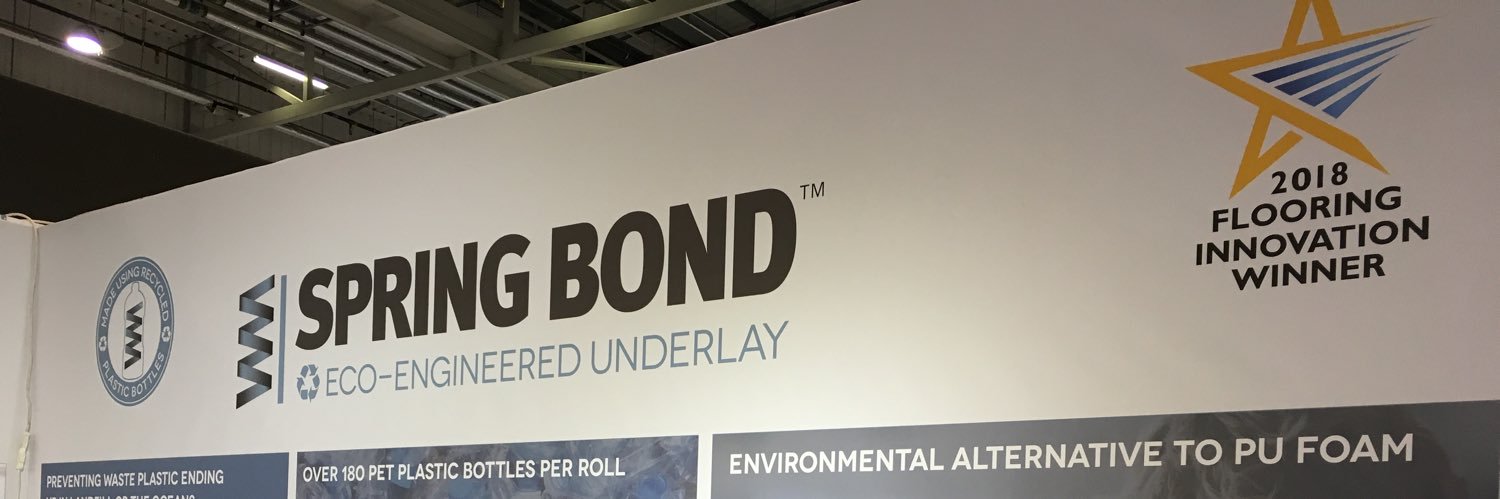 MADE USING RECYCLED
PLASTIC BOTTLES
SPRING BOND™
ECO-ENGINEERED UNDERLAY
2018
FLOORING
INNOVATION
WINNER
PREVENTING WASTE PLASTIC ENDING
OVER 180 PET PLASTIC BOTTLES PER ROLL
ENVIRONMENTAL ALTERNATIVE TO PU FOAM